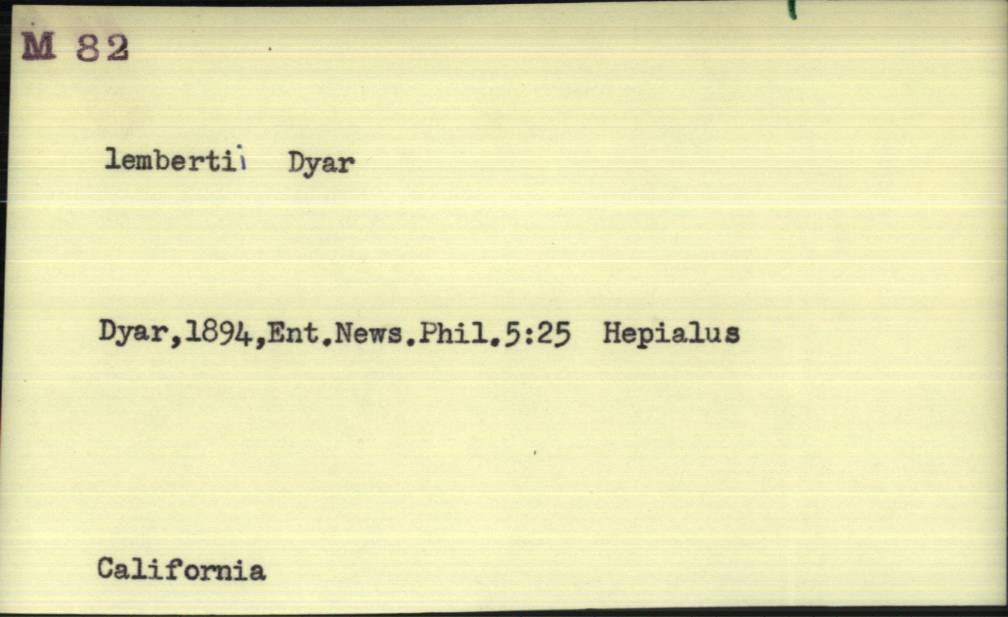 M 82
lembertii Dyar
Dyar,1894,Ent.News.Phil.5:25 Hepialus
California